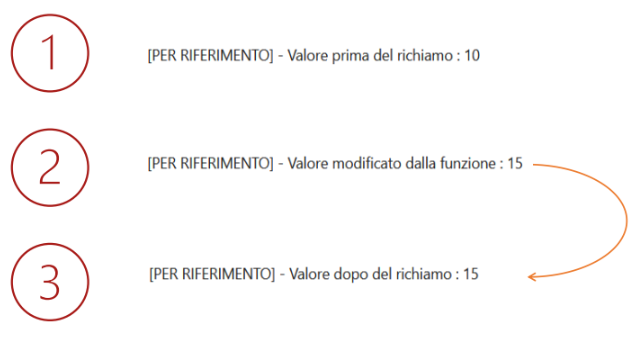 1
[PER RIFERIMENTO] - Valore prima del richiamo : 10
2
[PER RIFERIMENTO] - Valore modificato dalla funzione : 15
3
[PER RIFERIMENTO] - Valore dopo del richiamo : 15